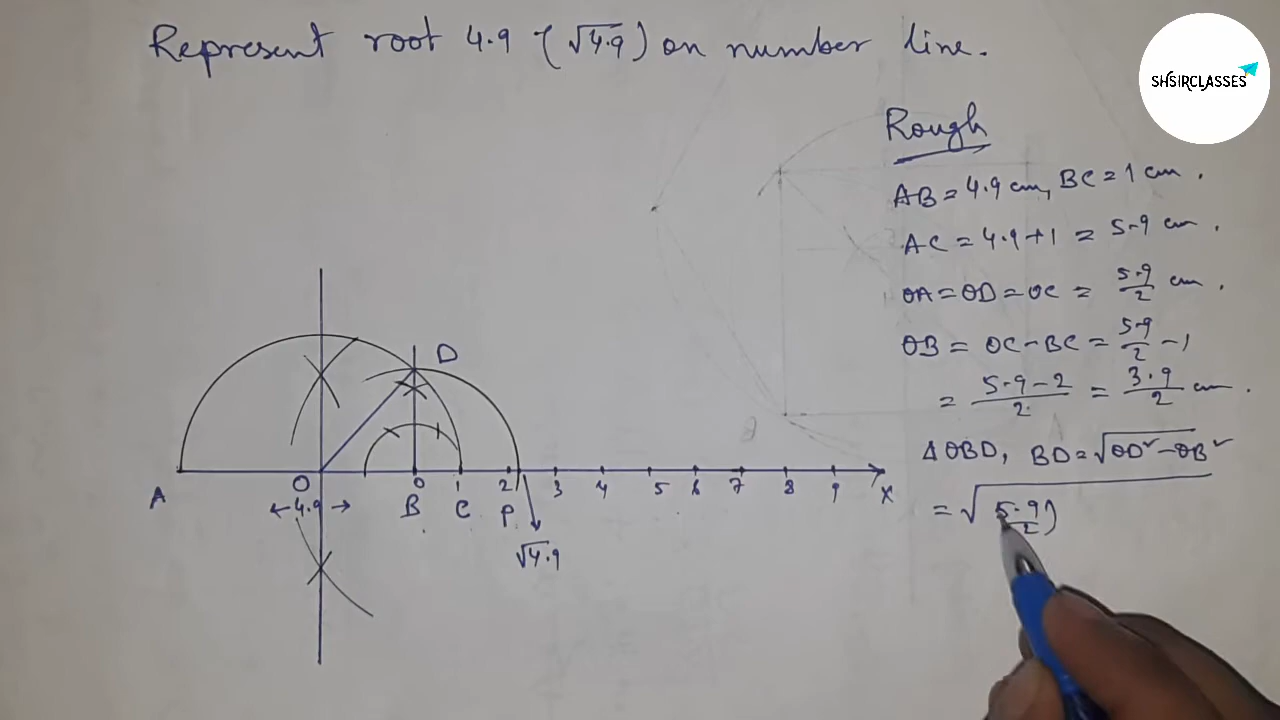 Represent root 4.9 (√4.9) on number line.
SHSIRCLASSES
Rough
AB = 4.9 cm, BC = 1 cm.
AC = 4.9 + 1 = 5.9 cm.
OA = OD = OC = 5.9/2 cm.
OB = OC - BC = 5.9/2 - 1
= 5.9 - 2/2 = 3.9/2 cm.
Δ OBD, BD = √OD² - OB²
= √5.9/2)
D
A O B C P X
0 1 2 3 4 5 6 7 8 9
← 4.9 →
√4.9